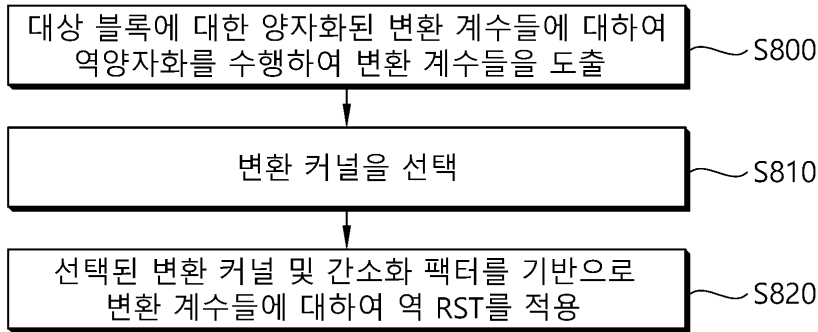 대상 블록에 대한 양자화된 변환 계수들에 대하여
역양자화를 수행하여 변환 계수들을 도출
S800
변환 커널을 선택
S810
선택된 변환 커널 및 간소화 팩터를 기반으로
변환 계수들에 대하여 역 RST를 적용
S820